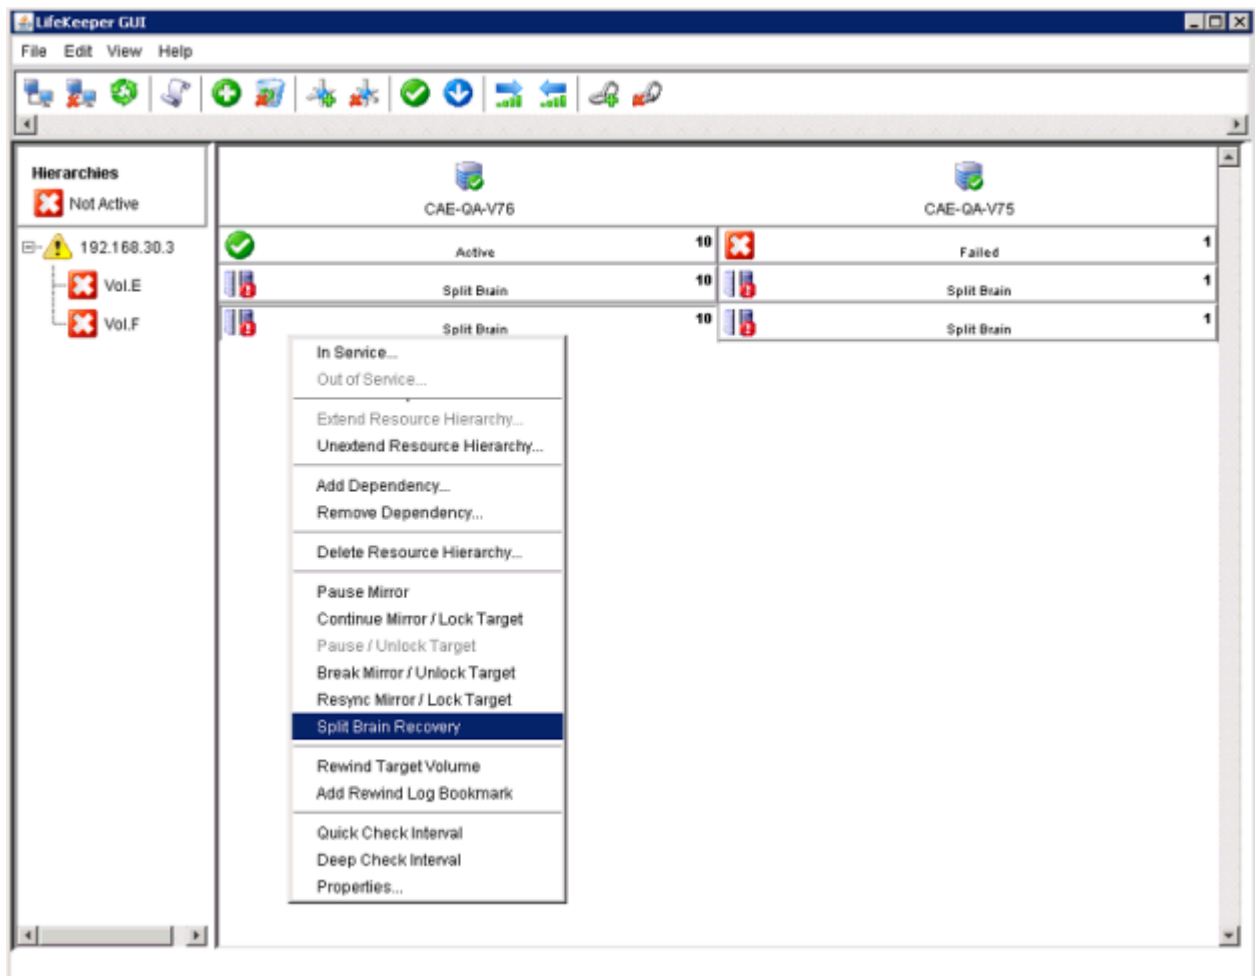 LifeKeeper GUI
File Edit View Help
Hierarchies
Not Active
CAE-QA-V76
CAE-QA-V75
192.168.30.3
Active 10
Failed 1
Vol.E
Split Brain 10
Split Brain 1
Vol.F
Split Brain 10
Split Brain 1
In Service...
Out of Service...
Extend Resource Hierarchy...
Unextend Resource Hierarchy...
Add Dependency...
Remove Dependency...
Delete Resource Hierarchy...
Pause Mirror
Continue Mirror / Lock Target
Pause / Unlock Target
Break Mirror / Unlock Target
Resync Mirror / Lock Target
Split Brain Recovery
Rewind Target Volume
Add Rewind Log Bookmark
Quick Check Interval
Deep Check Interval
Properties...